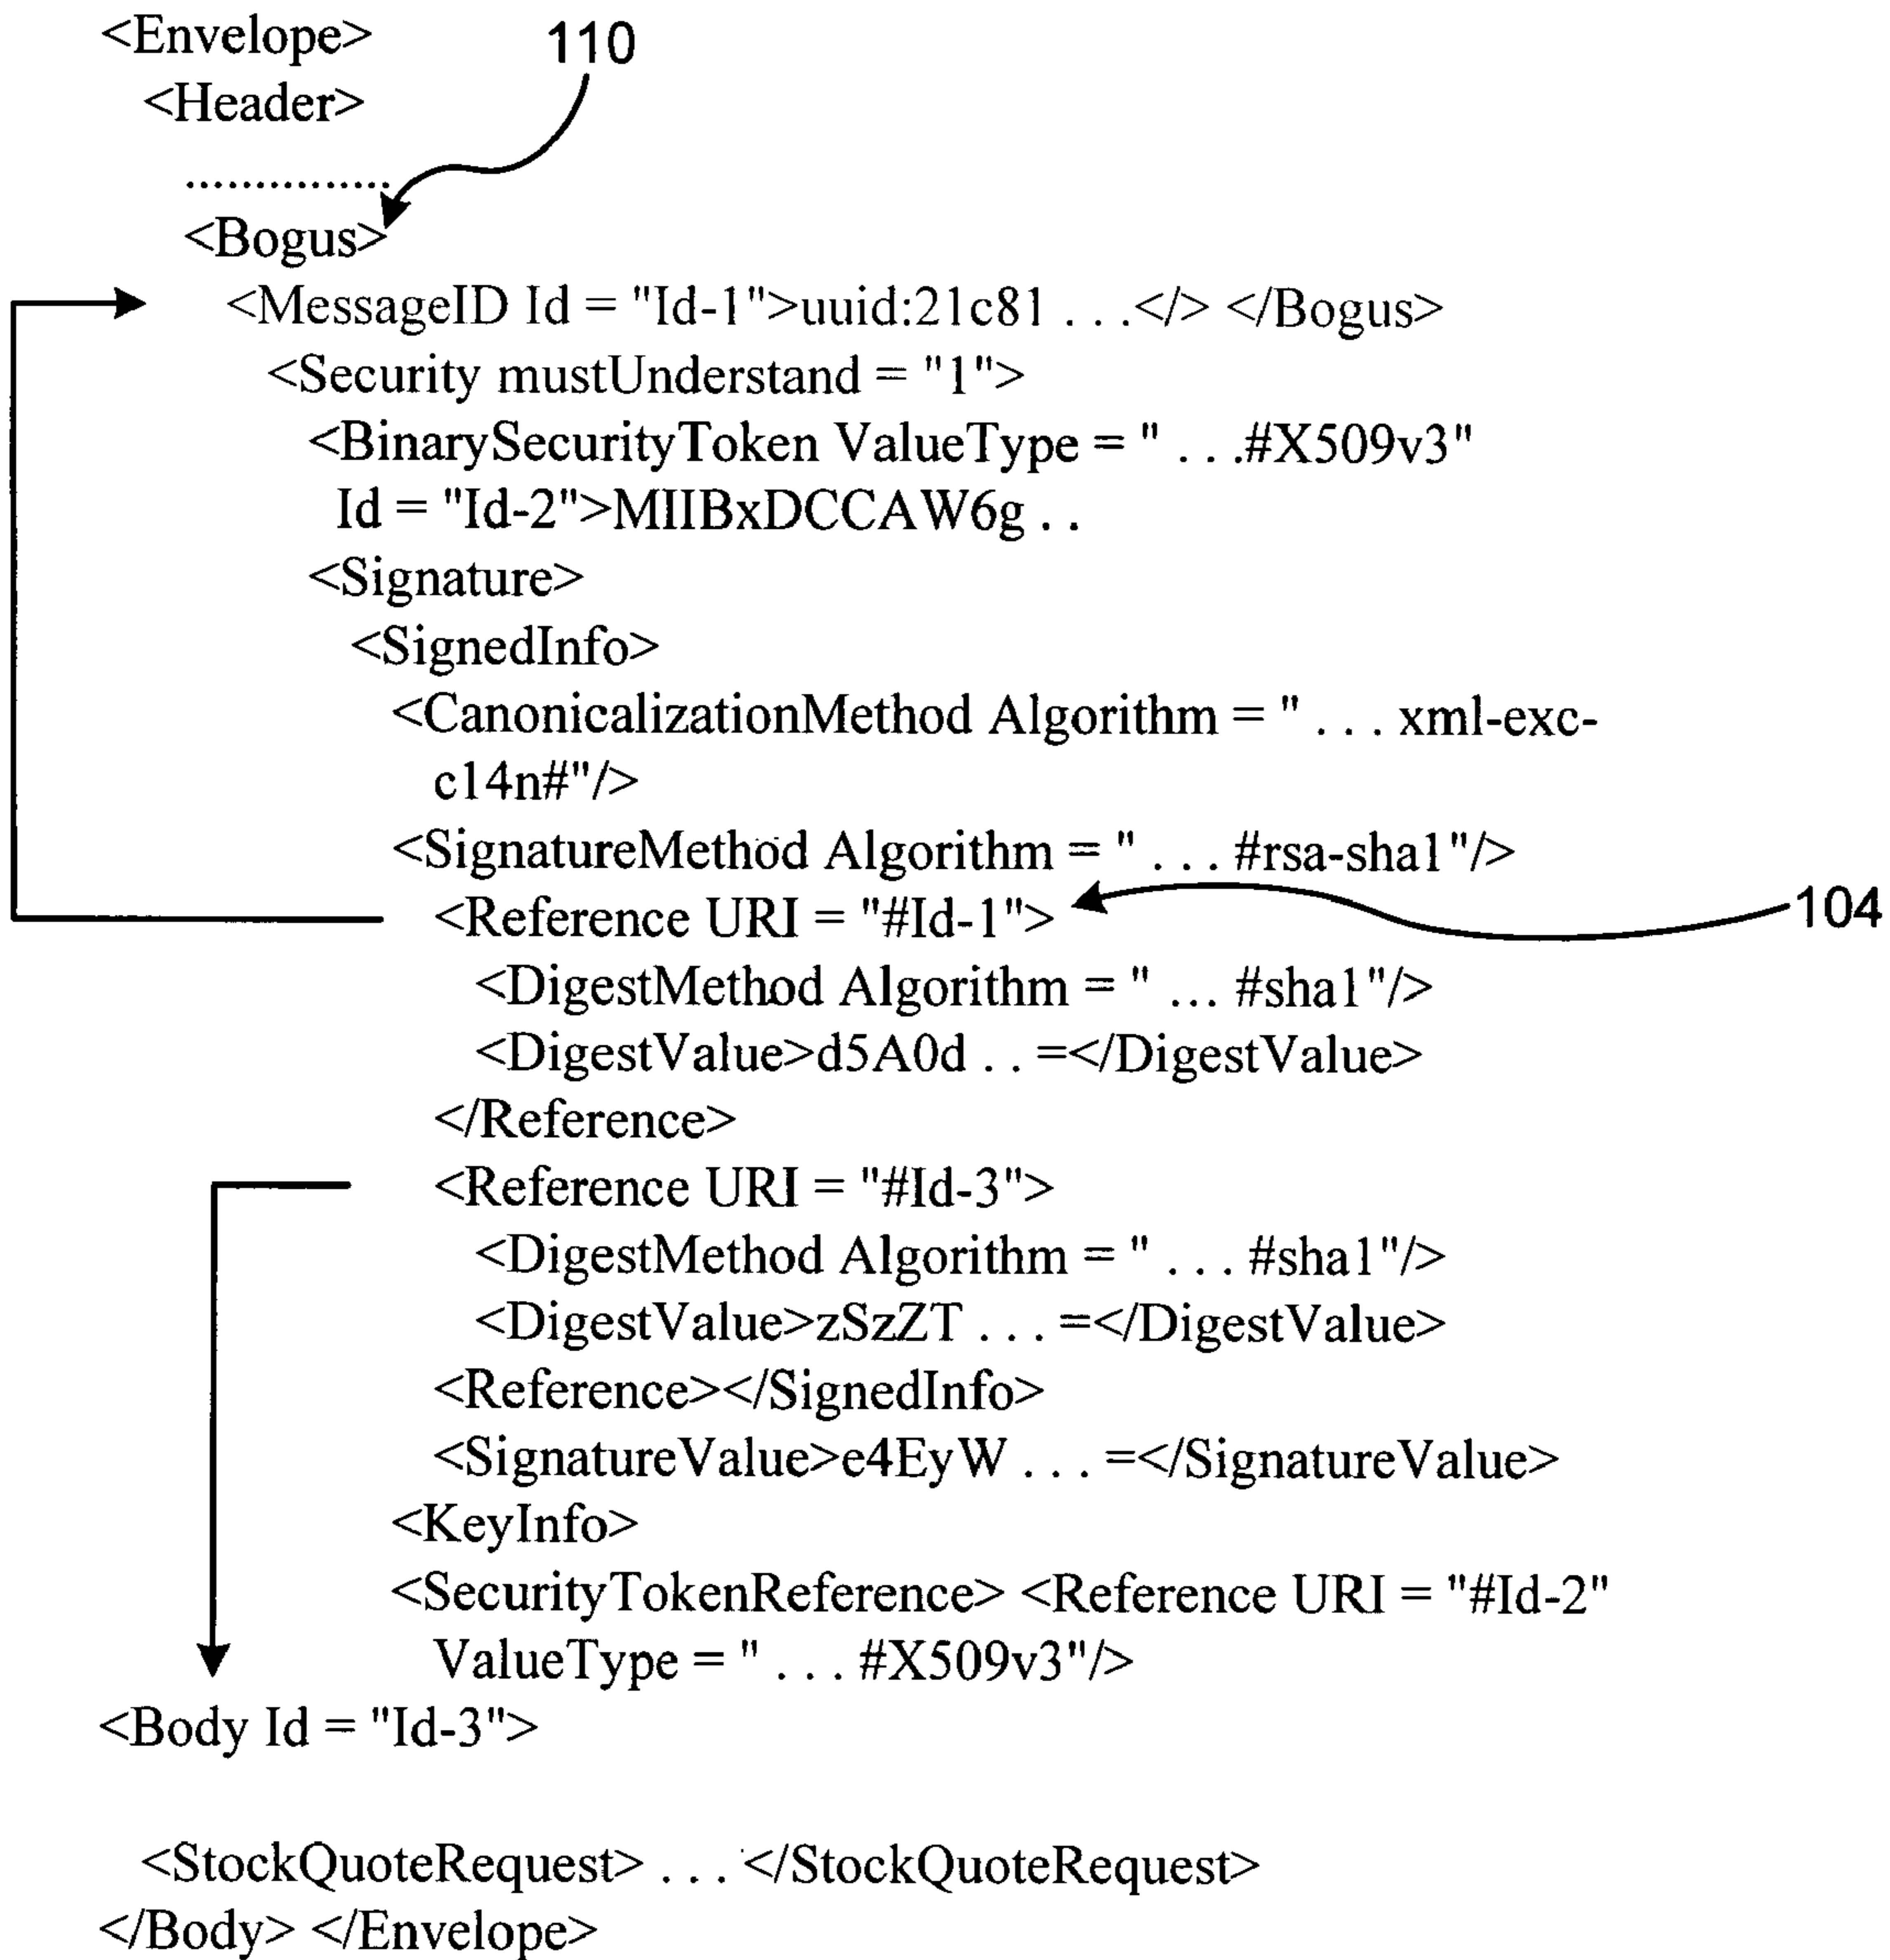 <Envelope>
110
<Header>
...............
<Bogus>
<MessageID Id = "Id-1">uuid:21c81 . . .</> </Bogus>
<Security mustUnderstand = "1">
<BinarySecurityToken ValueType = " . . .#X509v3"
Id = "Id-2">MIIBxDCCAW6g . .
<Signature>
<SignedInfo>
<CanonicalizationMethod Algorithm = " . . . xml-exc-
c14n#"/>
<SignatureMethod Algorithm = " . . . #rsa-sha1"/>
<Reference URI = "#Id-1">
104
<DigestMethod Algorithm = " ... #sha1"/>
<DigestValue>d5A0d . . =</DigestValue>
</Reference>
<Reference URI = "#Id-3">
<DigestMethod Algorithm = " . . . #sha1"/>
<DigestValue>zSzZT . . . =</DigestValue>
<Reference></SignedInfo>
<SignatureValue>e4EyW . . . =</SignatureValue>
<KeyInfo>
<SecurityTokenReference> <Reference URI = "#Id-2"
ValueType = " . . . #X509v3"/>
<Body Id = "Id-3">
<StockQuoteRequest> . . . </StockQuoteRequest>
</Body> </Envelope>